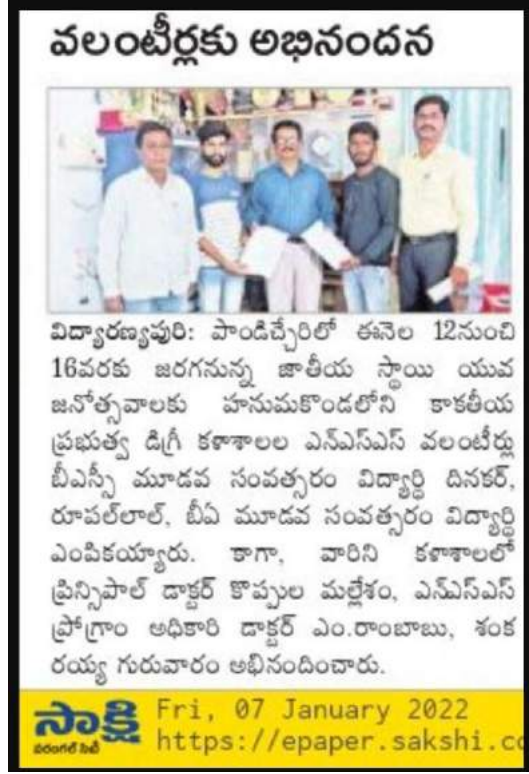 వలంటీర్లకు అభినందన
విద్యారణ్యపురి: పాండిచ్చేరిలో ఈనెల 12నుంచి
16వరకు జరగనున్న జాతీయ స్థాయి యువ
జనోత్సవాలకు హనుమకొండలోని కాకతీయ
ప్రభుత్వ డిగ్రీ కళాశాలల ఎన్ఎస్ఎస్ వలంటీర్లు
బీఎస్సీ మూడవ సంవత్సరం విద్యార్థి దినకర్,
రూపల్‌లాల్, బీఏ మూడవ సంవత్సరం విద్యార్థి
ఎంపికయ్యారు. కాగా, వారిని కళాశాలలో
ప్రిన్సిపాల్ డాక్టర్ కొప్పుల మల్లేశం, ఎన్ఎస్ఎస్
ప్రోగ్రాం అధికారి డాక్టర్ ఎం.రాంబాబు, శంక
రయ్య గురువారం అభినందించారు.
సాక్షి Fri, 07 January 2022
వరంగల్ సిటీ https://epaper.sakshi.co